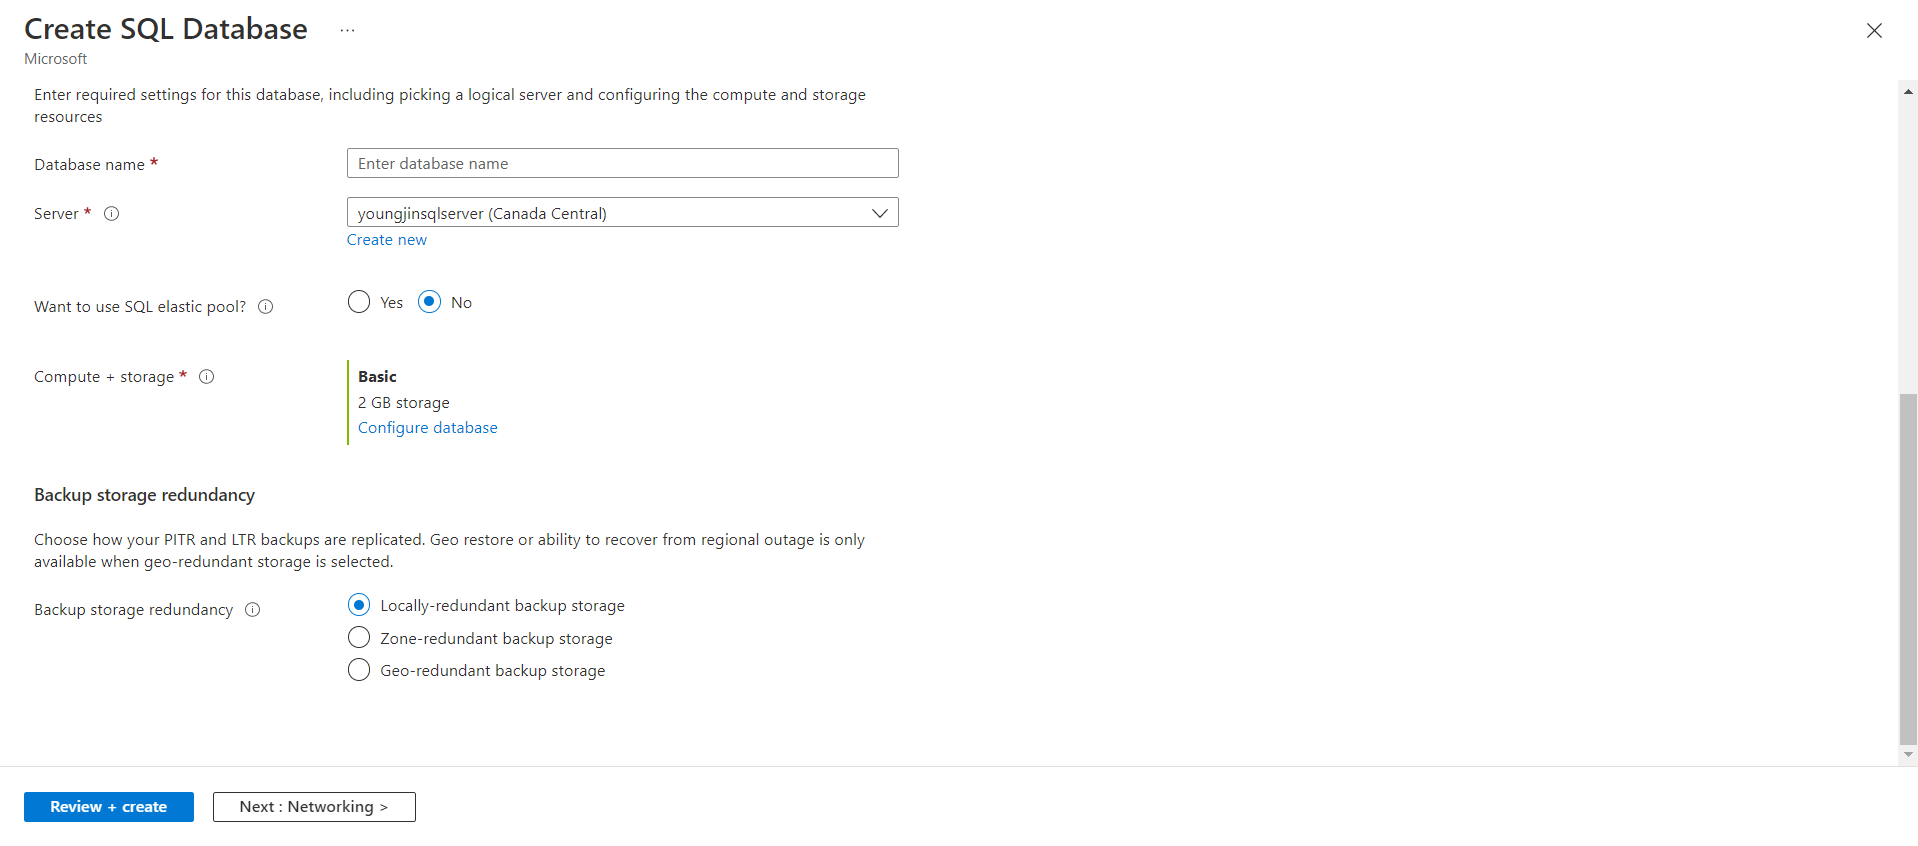 Create SQL Database ...
Microsoft
Enter required settings for this database, including picking a logical server and configuring the compute and storage
resources
Database name *
Enter database name
Server *
youngjinsqlserver (Canada Central)
Create new
Want to use SQL elastic pool?
Yes No
Compute + storage *
Basic
2 GB storage
Configure database
Backup storage redundancy
Choose how your PITR and LTR backups are replicated. Geo restore or ability to recover from regional outage is only
available when geo-redundant storage is selected.
Backup storage redundancy
Locally-redundant backup storage
Zone-redundant backup storage
Geo-redundant backup storage
Review + create
Next : Networking >